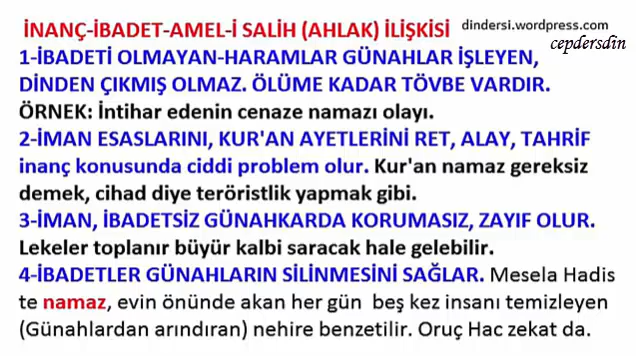 İNANÇ-İBADET-AMEL-İ SALİH (AHLAK) İLİŞKİSİ dindersi.wordpress.com
cepdersdin
1-İBADETİ OLMAYAN-HARAMLAR GÜNAHLAR İŞLEYEN,
DİNDEN ÇIKMIŞ OLMAZ. ÖLÜME KADAR TÖVBE VARDIR.
ÖRNEK: İntihar edenin cenaze namazı olayı.
2-İMAN ESASLARINI, KUR'AN AYETLERİNİ RET, ALAY, TAHRİF
inanç konusunda ciddi problem olur. Kur'an namaz gereksiz
demek, cihad diye teröristlik yapmak gibi.
3-İMAN, İBADETSİZ GÜNAHKARDA KORUMASIZ, ZAYIF OLUR.
Lekeler toplanır büyür kalbi saracak hale gelebilir.
4-İBADETLER GÜNAHLARIN SİLİNMESİNİ SAĞLAR. Mesela Hadis
te namaz, evin önünde akan her gün beş kez insanı temizleyen
(Günahlardan arındıran) nehire benzetilir. Oruç Hac zekat da.